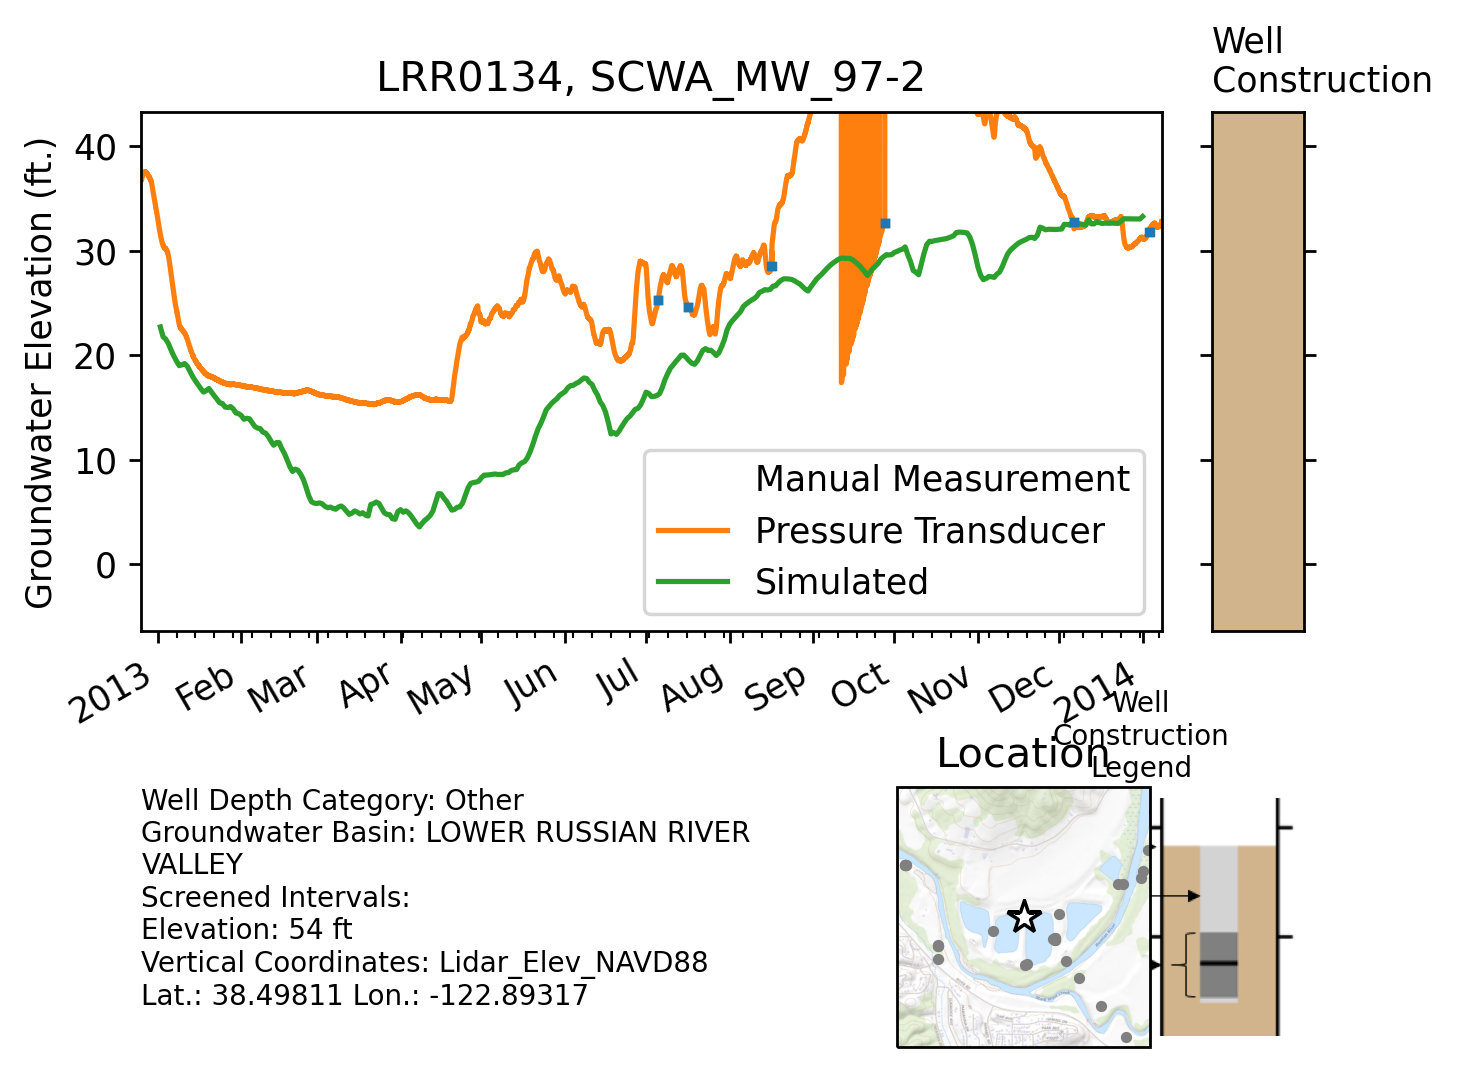 Well
Construction
LRR0134, SCWA_MW_97-2
Groundwater Elevation (ft.)
40
30
20
10
0
Manual Measurement
Pressure Transducer
Simulated
2013
Feb
Mar
Apr
May
Jun
Jul
Aug
Sep
Oct
Nov
Dec
2014
Well
Construction
Legend
Location
Well Depth Category: Other
Groundwater Basin: LOWER RUSSIAN RIVER
VALLEY
Screened Intervals:
Elevation: 54 ft
Vertical Coordinates: Lidar_Elev_NAVD88
Lat.: 38.49811 Lon.: -122.89317